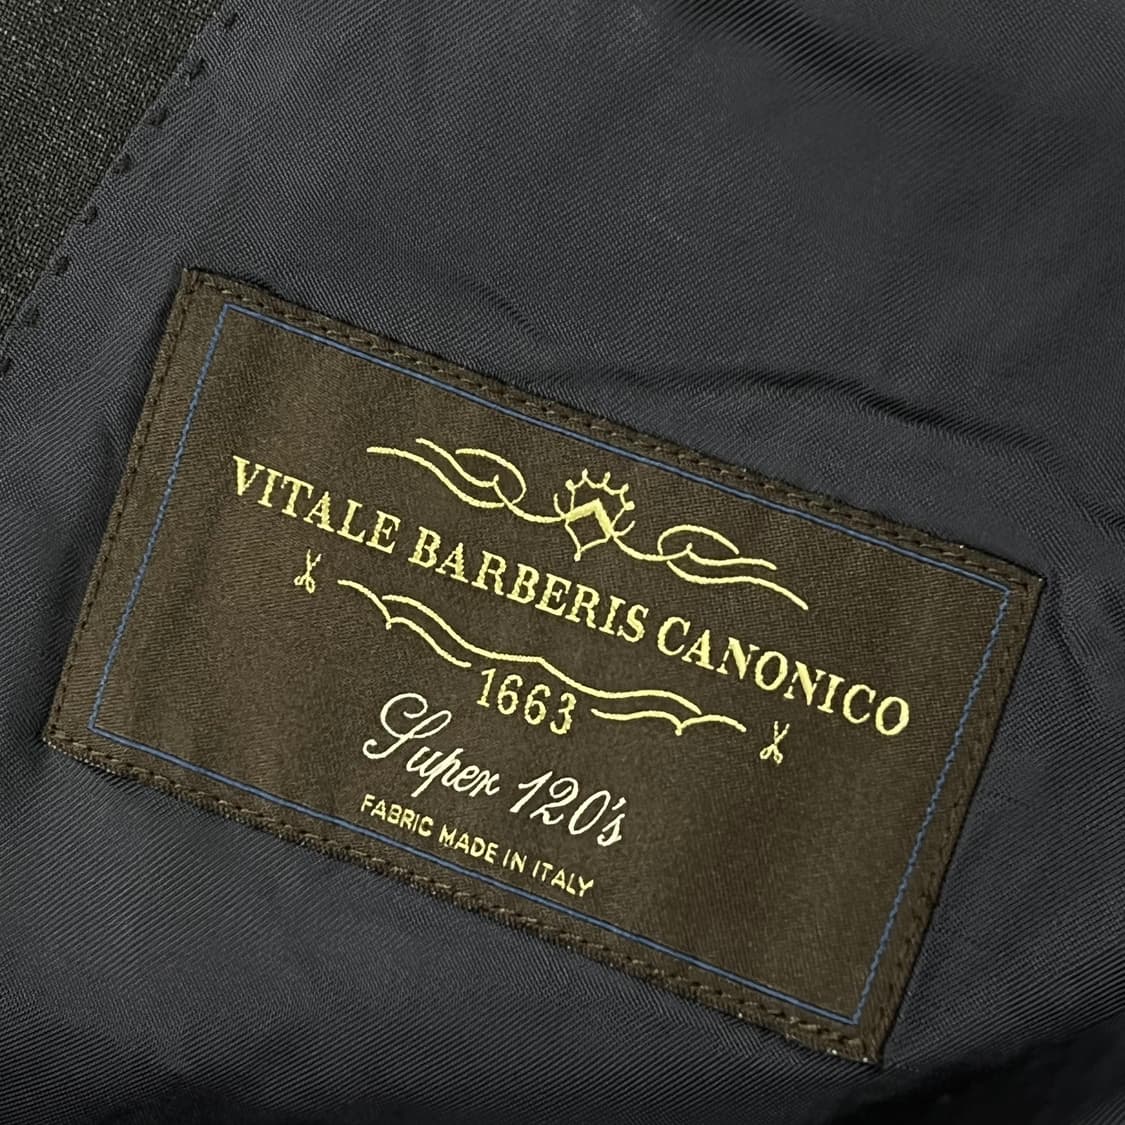 VITALE BARBERIS CANONICO
1663
Super 120's
FABRIC MADE IN ITALY